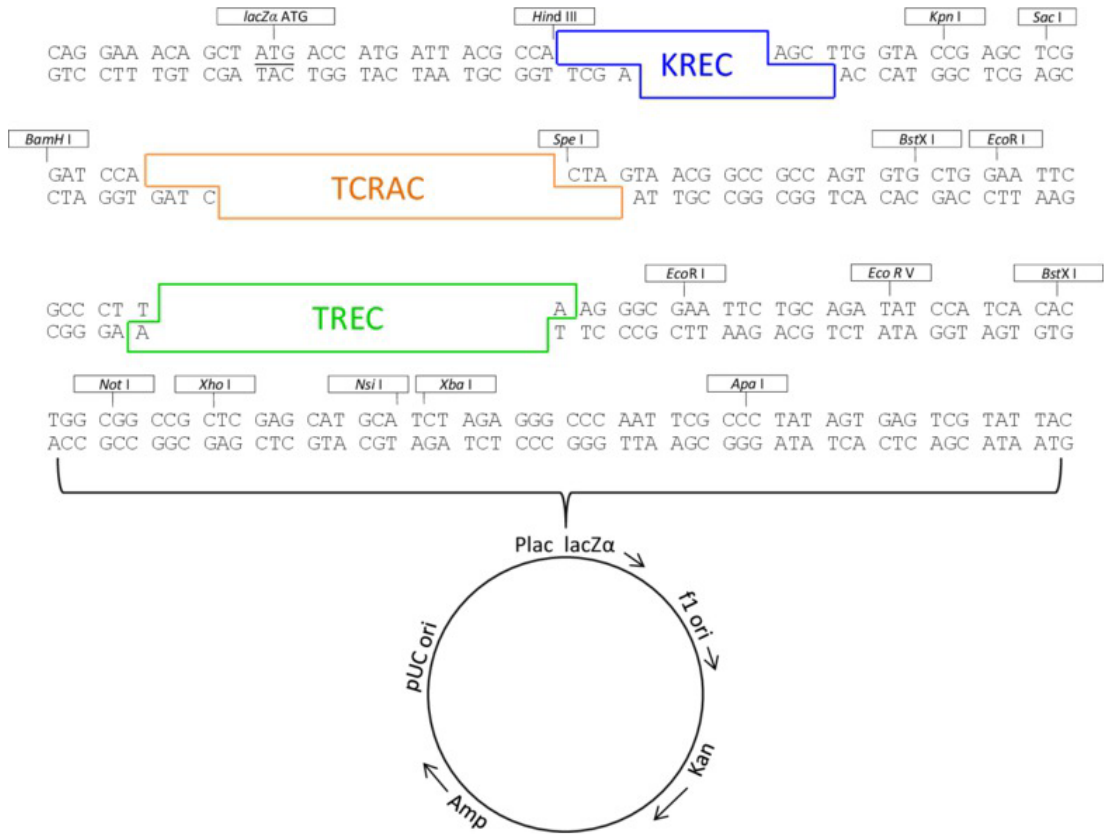 lacZα ATG Hind III Kpn I Sac I
CAG GAA ACA GCT ATG ACC ATG ATT ACG CCA AGC TTG GTA CCG AGC TCG
GTC CTT TGT CGA TAC TGG TAC TAA TGC GGT TCG A KREC AC CAT GGC TCG AGC
BamH I Spe I BstX I EcoR I
GAT CCA CTA GTA ACG GCC GCC AGT GTG CTG GAA TTC
CTA GGT GAT C TCRAC AT TGC CGG CGG TCA CAC GAC CTT AAG
EcoR I Eco R V BstX I
GCC CT T A AG GGC GAA TTC TGC AGA TAT CCA TCA CAC
CGG GA A TREC T TC CCG CTT AAG ACG TCT ATA GGT AGT GTG
Not I Xho I Nsi I Xba I Apa I
TGG CGG CCG CTC GAG CAT GCA TCT AGA GGG CCC AAT TCG CCC TAT AGT GAG TCG TAT TAC
ACC GCC GGC GAG CTC GTA CGT AGA TCT CCC GGG TTA AGC GGG ATA TCA CTC AGC ATA ATG
Plac lacZα
f1 ori
pUC ori
Kan
Amp